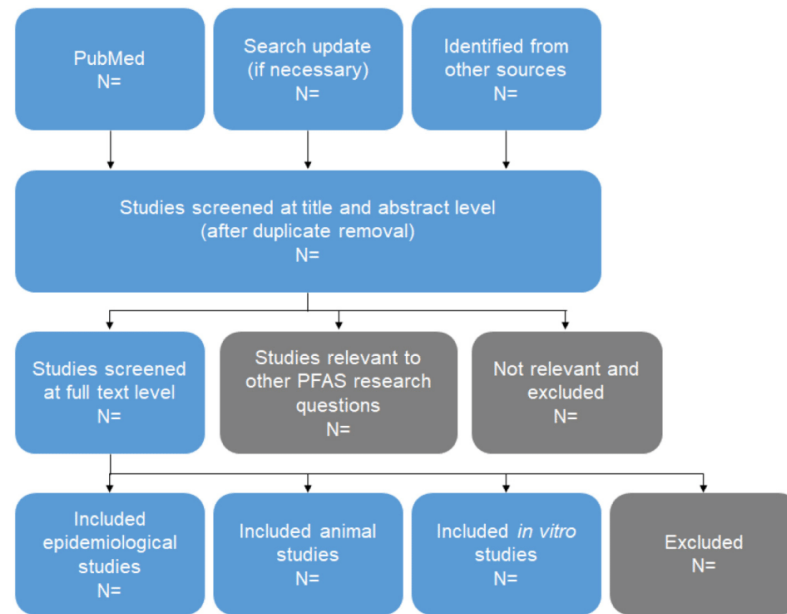 PubMed
N=
Search update
(if necessary)
N=
Identified from
other sources
N=
Studies screened at title and abstract level
(after duplicate removal)
N=
Studies screened
at full text level
N=
Studies relevant to
other PFAS research
questions
N=
Not relevant and
excluded
N=
Included
epidemiological
studies
N=
Included animal
studies
N=
Included in vitro
studies
N=
Excluded
N=